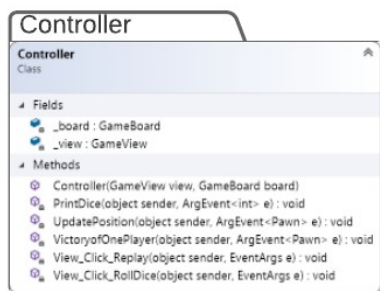 Controller
Controller
Class
Fields
_board : GameBoard
_view : GameView
Methods
Controller(GameView view, GameBoard board)
PrintDice(object sender, ArgEvent<int> e) : void
UpdatePosition(object sender, ArgEvent<Pawn> e) : void
VictoryofOnePlayer(object sender, ArgEvent<Pawn> e) : void
View_Click_Replay(object sender, EventArgs e) : void
View_Click_RollDice(object sender, EventArgs e) : void